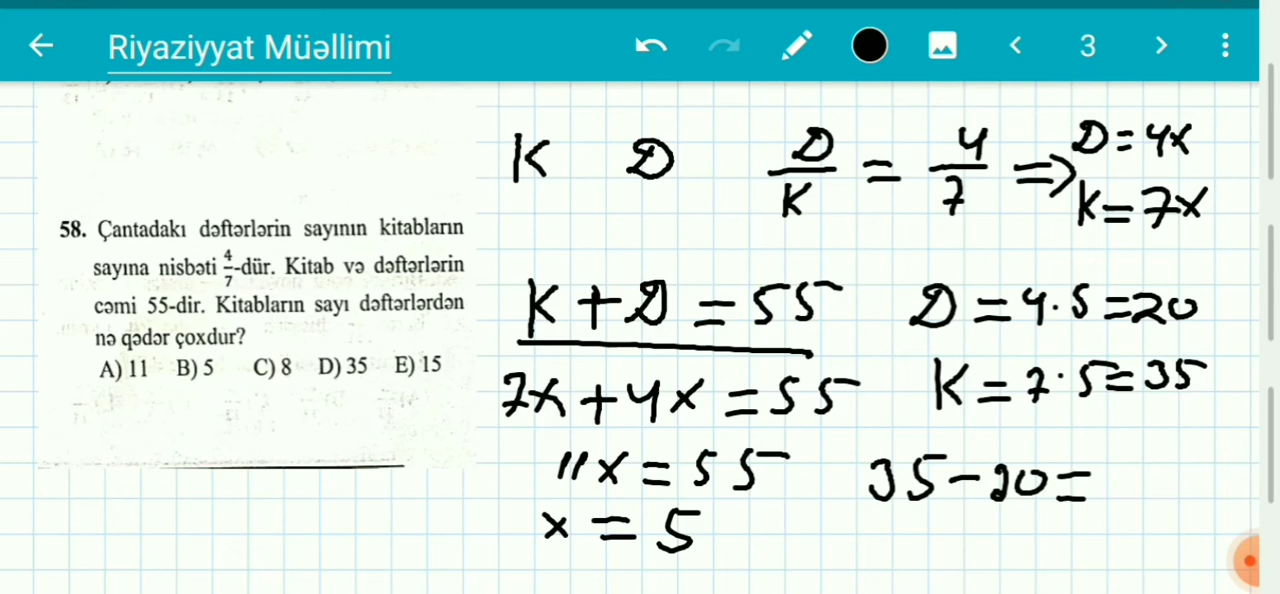 Riyaziyyat Müəllimi
3
58. Çantadakı dəftərlərin sayının kitabların
sayına nisbəti 4/7-dür. Kitab və dəftərlərin
cəmi 55-dir. Kitabların sayı dəftərlərdən
nə qədər çoxdur?
A) 11 B) 5 C) 8 D) 35 E) 15
K D D/K = 4/7 => D = 4x
K = 7x
K + D = 55
7x + 4x = 55
11x = 55
x = 5
D = 4·5 = 20
K = 7·5 = 35
35 - 20 =